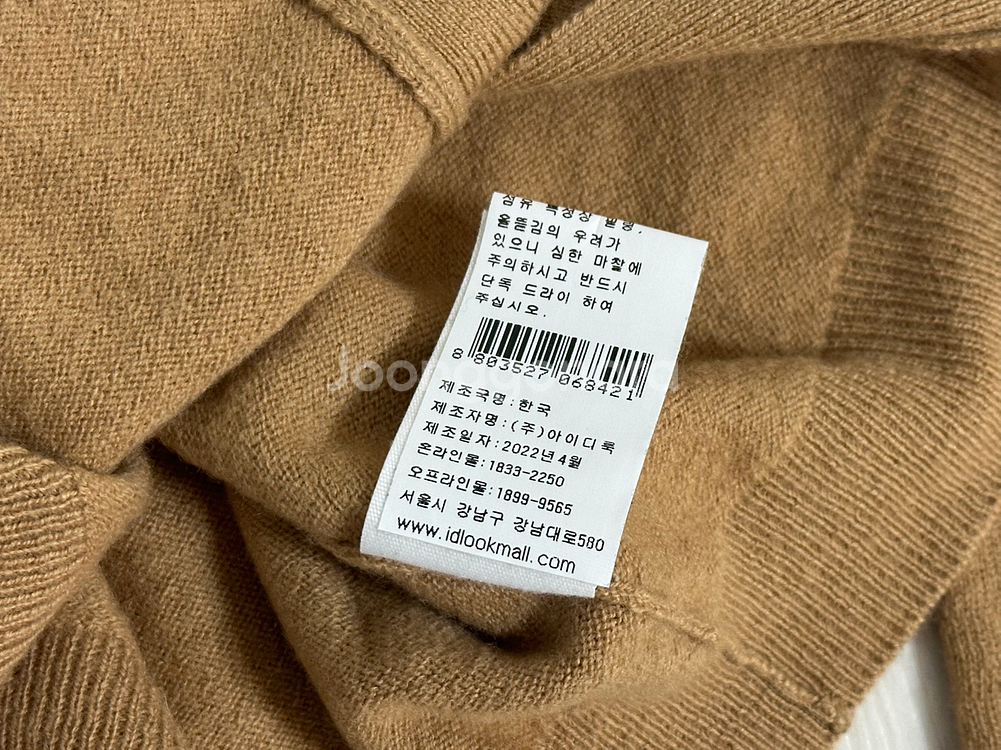 섬유 특성상 필링,
올뜯김의 우려가
있으니 심한 마찰에
주의하시고 반드시
단독 드라이 하여
주십시오.
8 803527 068421
제조국명:한국
제조자명:(주)아이디룩
제조일자:2022년4월
온라인몰:1833-2250
오프라인몰:1899-9565
서울시 강남구 강남대로580
www.idlookmall.com